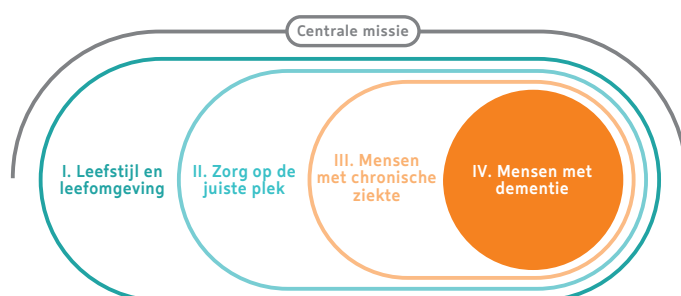 Centrale missie
I. Leefstijl en
leefomgeving
II. Zorg op de
juiste plek
III. Mensen
met chronische
ziekte
IV. Mensen met
dementie